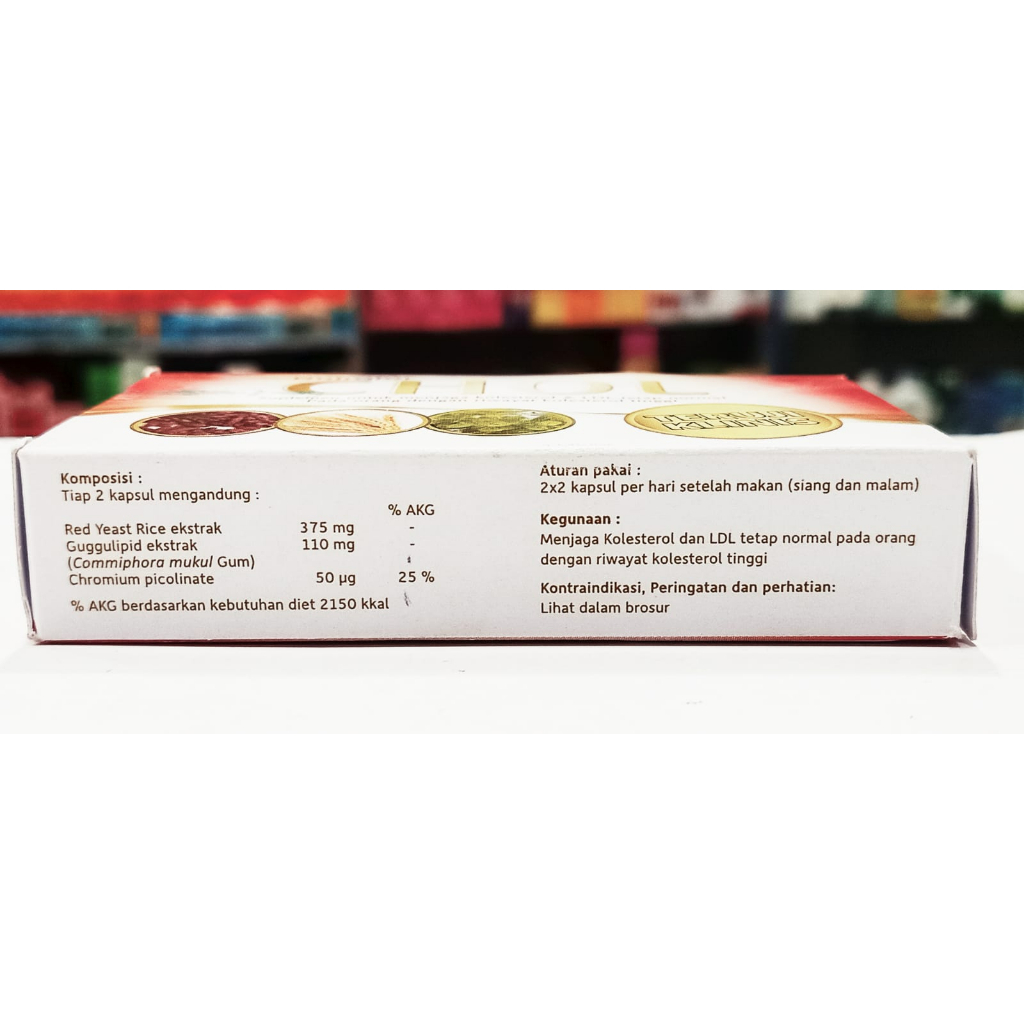 CHOL
Komposisi :
Tiap 2 kapsul mengandung :
% AKG
Red Yeast Rice ekstrak 375 mg -
Guggulipid ekstrak 110 mg -
(Commiphora mukul Gum)
Chromium picolinate 50 µg 25 %
% AKG berdasarkan kebutuhan diet 2150 kkal
Aturan pakai :
2x2 kapsul per hari setelah makan (siang dan malam)
Kegunaan :
Menjaga Kolesterol dan LDL tetap normal pada orang
dengan riwayat kolesterol tinggi
Kontraindikasi, Peringatan dan perhatian:
Lihat dalam brosur